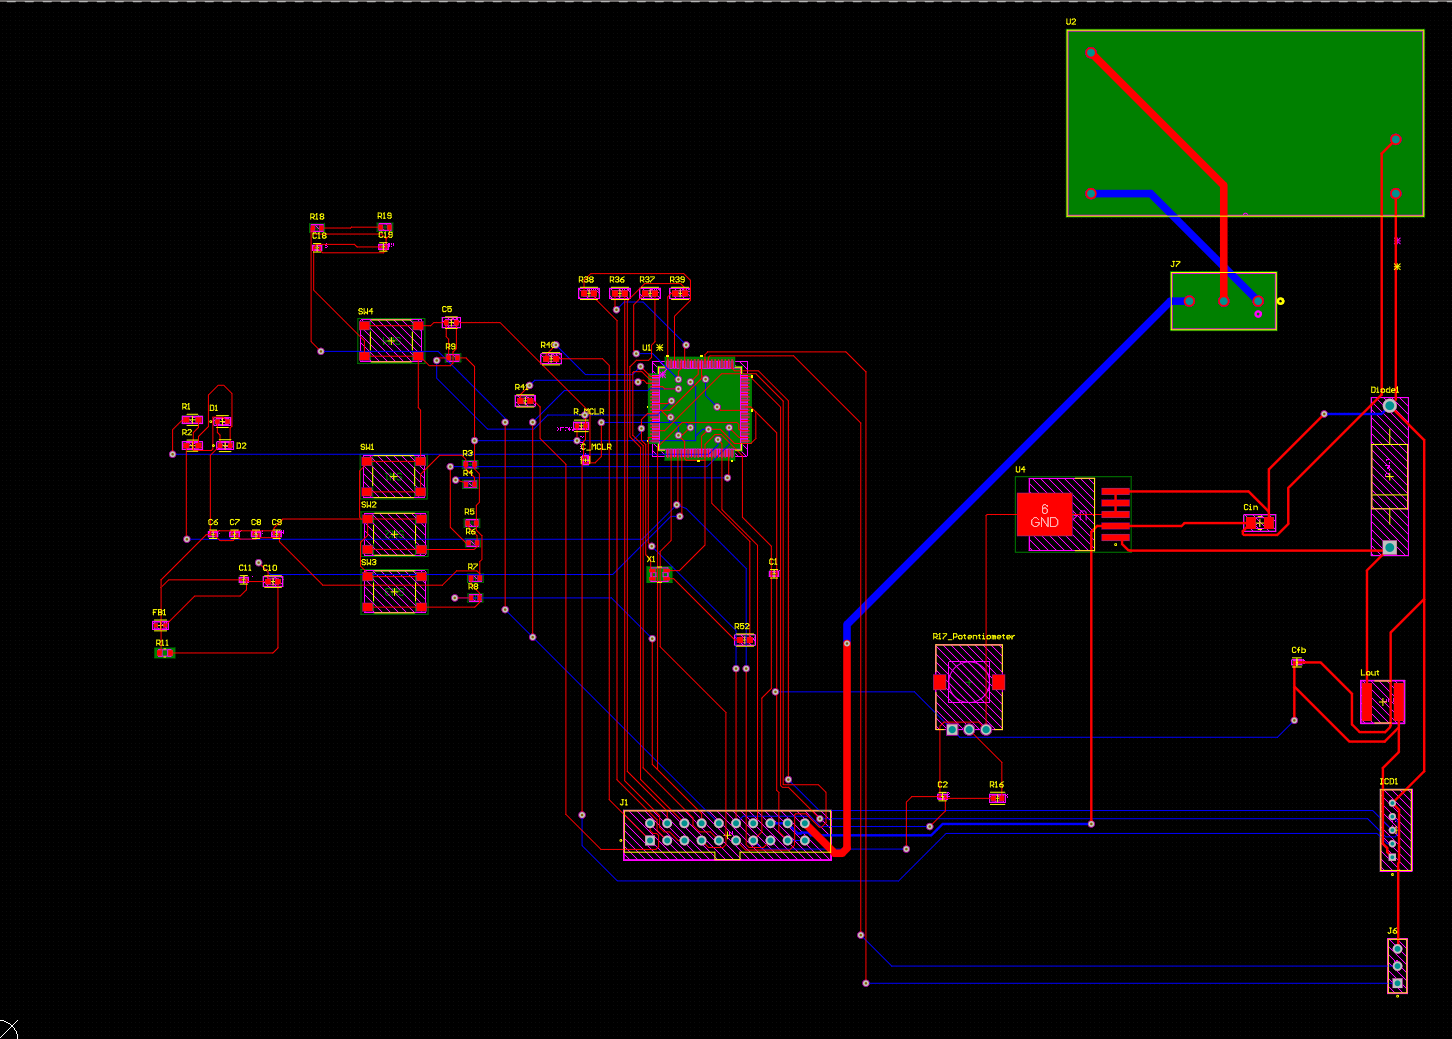 U2
J7
R18 R19
C18 C19
R38 R36 R37 R39
SW4 C5
R9
U1
Diode1
R1 D1
R2 D2
R_MCLR
C_MCLR
SW1 R3
R4
U4
6
GND
Cin
SW2 R5
R6
C6 C7 C8 C9
SW3 R7
R8
C11 C10
X1
C1
FB1
R11
R52
R17_Potentiometer
Cfb
Lout
C2 R16
ICD1
J1
J6